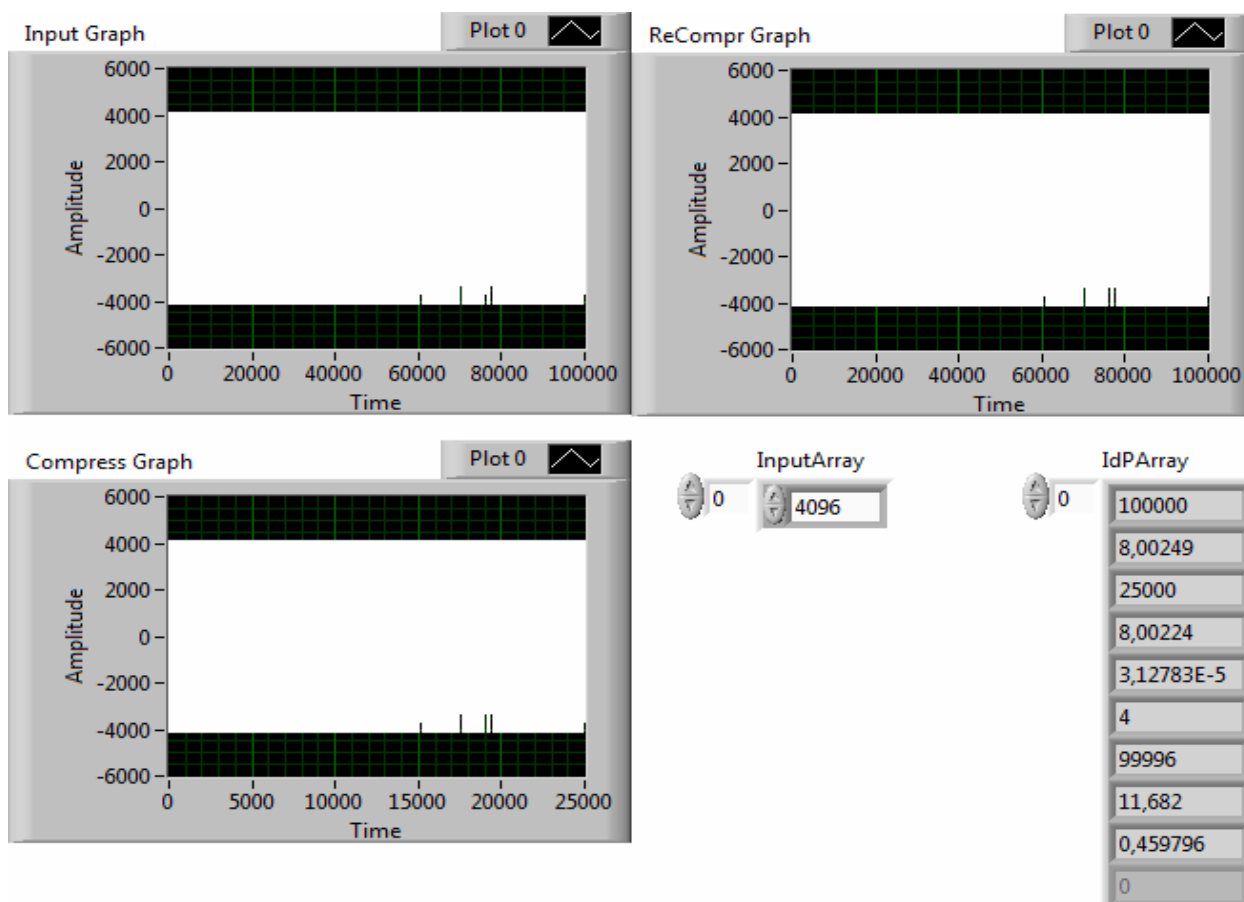 Input Graph
Plot 0
6000
4000
2000
0
-2000
-4000
-6000
Amplitude
0 20000 40000 60000 80000 100000
Time
ReCompr Graph
Plot 0
6000
4000
2000
0
-2000
-4000
-6000
Amplitude
0 20000 40000 60000 80000 100000
Time
Compress Graph
Plot 0
6000
4000
2000
0
-2000
-4000
-6000
Amplitude
0 5000 10000 15000 20000 25000
Time
InputArray
0 4096
IdPArray
0 100000
8,00249
25000
8,00224
3,12783E-5
4
99996
11,682
0,459796
0